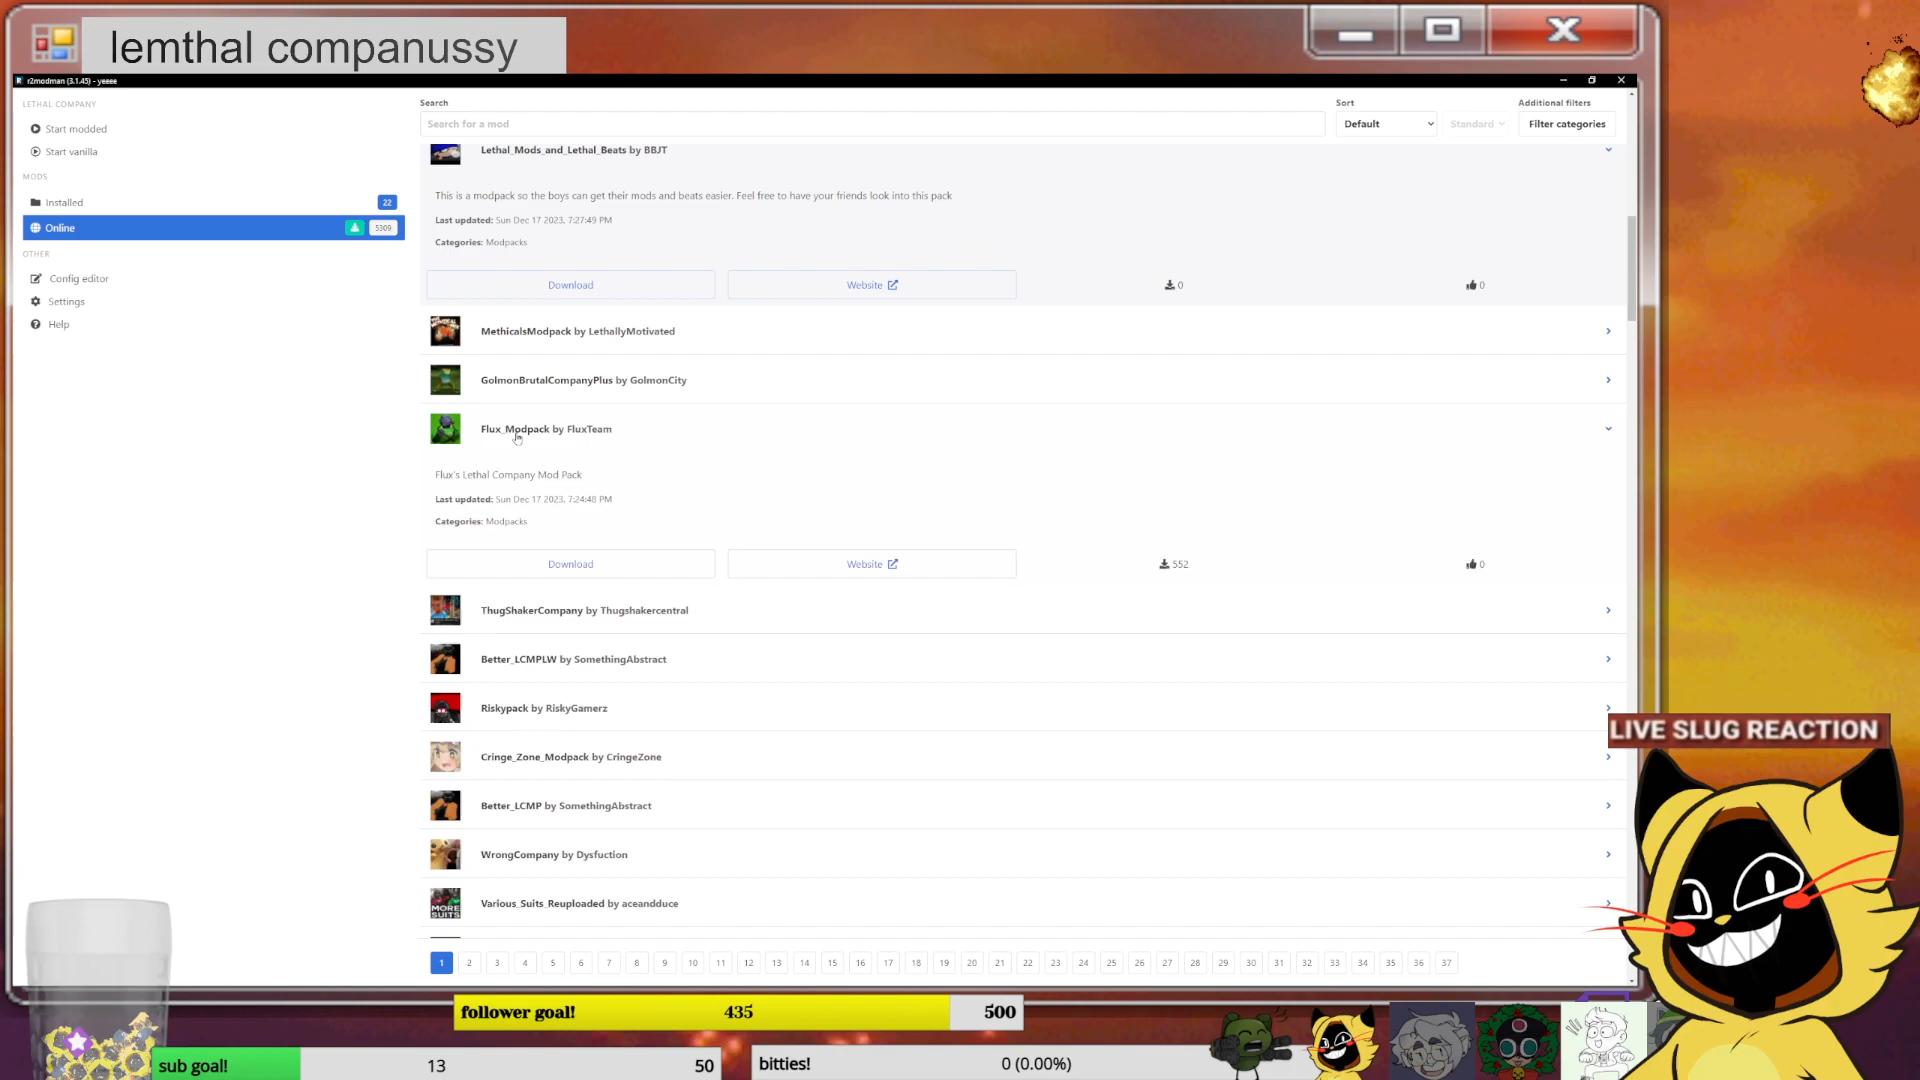 lemthal companussy
r2modman (3.1.45) - yeeee
LETHAL COMPANY
Start modded
Start vanilla
MODS
Installed 22
Online 5309
OTHER
Config editor
Settings
Help
Search
Search for a mod
Sort
Default
Standard
Additional filters
Filter categories
Lethal_Mods_and_Lethal_Beats by BBJT
This is a modpack so the boys can get their mods and beats easier. Feel free to have your friends look into this pack
Last updated: Sun Dec 17 2023, 7:27:49 PM
Categories: Modpacks
Download Website 0 0
MethicalsModpack by LethallyMotivated
GolmonBrutalCompanyPlus by GolmonCity
Flux_Modpack by FluxTeam
Flux's Lethal Company Mod Pack
Last updated: Sun Dec 17 2023, 7:24:48 PM
Categories: Modpacks
Download Website 552 0
ThugShakerCompany by Thugshakercentral
Better_LCMPLW by SomethingAbstract
Riskypack by RiskyGamerz
Cringe_Zone_Modpack by CringeZone
Better_LCMP by SomethingAbstract
WrongCompany by Dysfuction
MORE
SUITS
Various_Suits_Reuploaded by aceandduce
1 2 3 4 5 6 7 8 9 10 11 12 13 14 15 16 17 18 19 20 21 22 23 24 25 26 27 28 29 30 31 32 33 34 35 36 37
LIVE SLUG REACTION
follower goal! 435 500
sub goal! 13 50
bitties! 0 (0.00%)